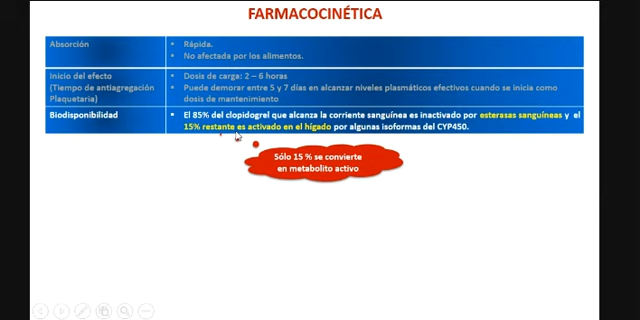 FARMACOCINÉTICA
Absorción
Rápida.
No afectada por los alimentos.
Inicio del efecto
(Tiempo de antiagregación
Plaquetaria)
Dosis de carga: 2 – 6 horas
Puede demorar entre 5 y 7 días en alcanzar niveles plasmáticos efectivos cuando se inicia como
dosis de mantenimiento
Biodisponibilidad
El 85% del clopidogrel que alcanza la corriente sanguínea es inactivado por esterasas sanguíneas y el
15% restante es activado en el hígado por algunas isoformas del CYP450.
Sólo 15 % se convierte
en metabolito activo